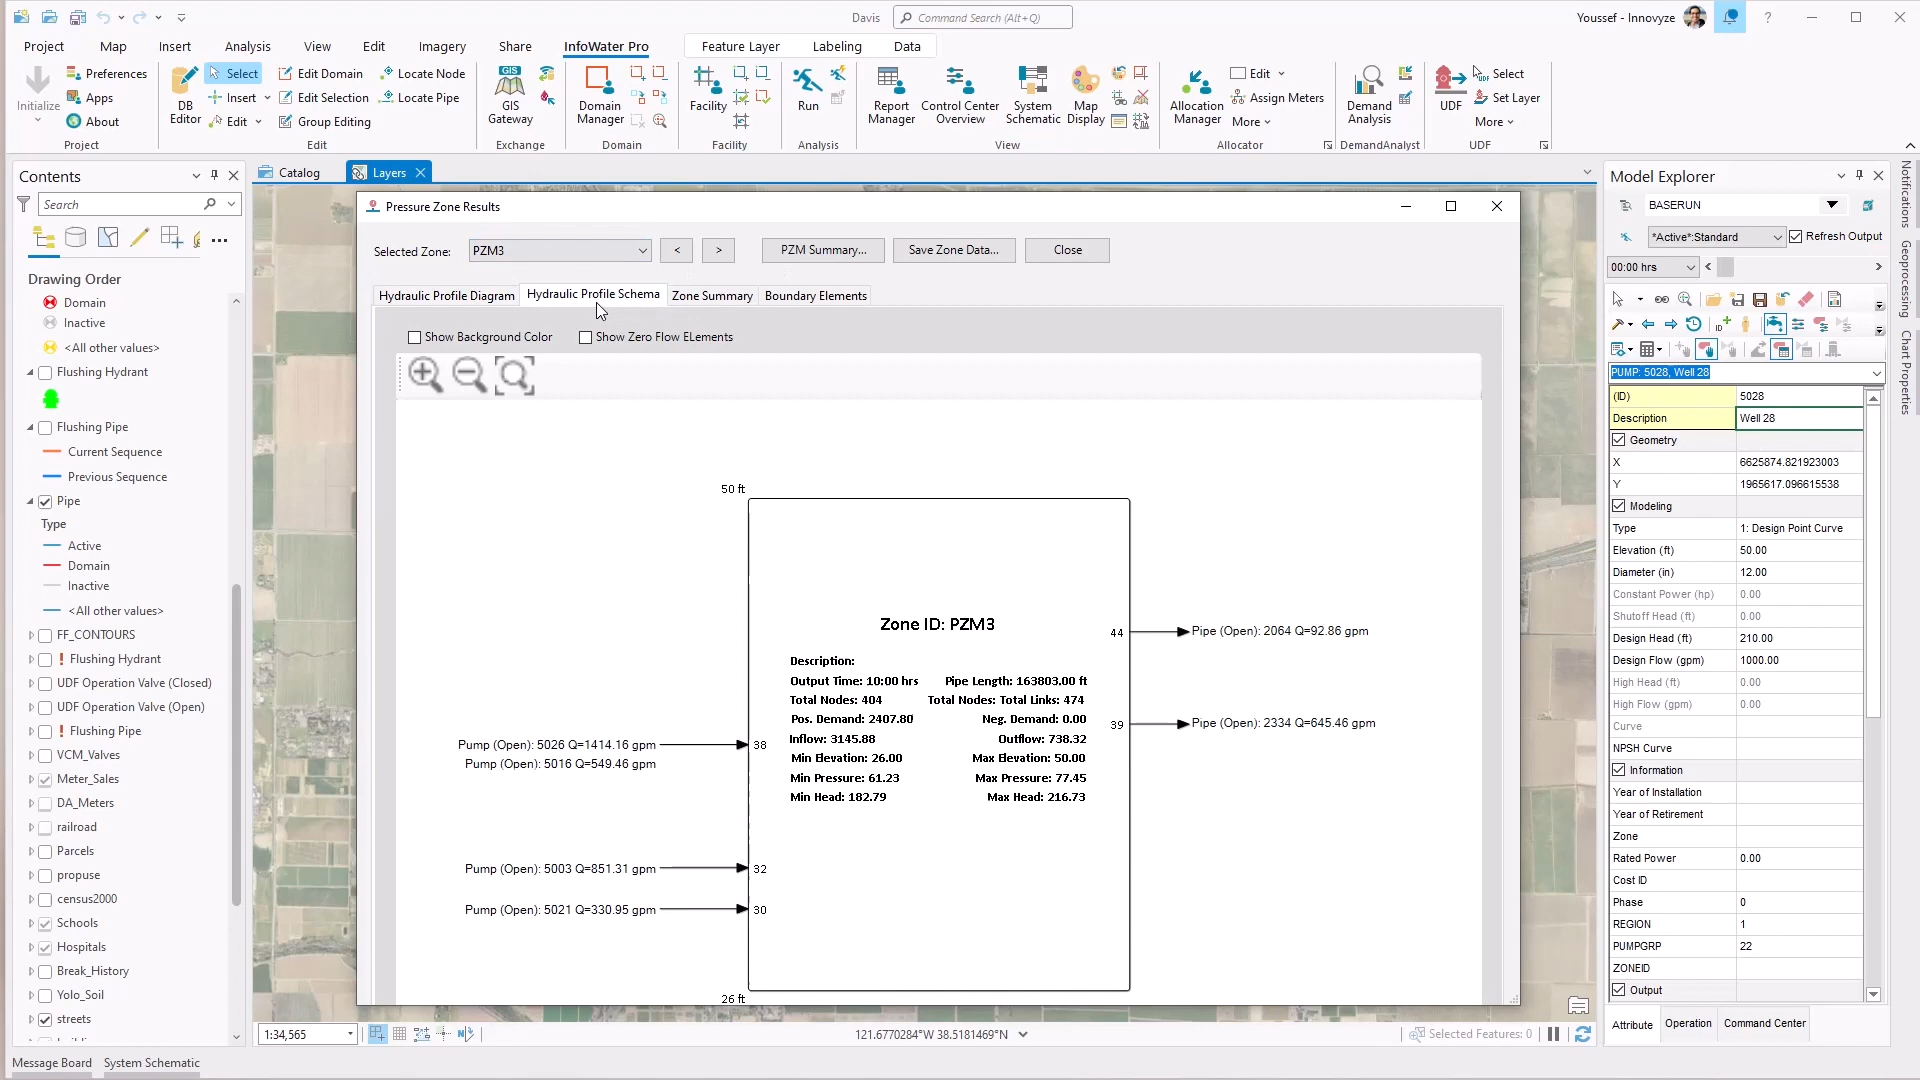 Davis
Command Search (Alt+Q)
Youssef - Innovyze
?
Project
Map
Insert
Analysis
View
Edit
Imagery
Share
InfoWater Pro
Feature Layer
Labeling
Data
Initialize
Preferences
Apps
About
Project
DB
Editor
Select
Insert
Edit
Edit Domain
Edit Selection
Group Editing
Locate Node
Locate Pipe
Edit
GIS
GIS
Gateway
Exchange
Domain
Manager
Domain
Facility
Facility
Run
Analysis
Report
Manager
Control Center
Overview
System
Schematic
Map
Display
View
Allocation
Manager
Edit
Assign Meters
More
Allocator
Demand
Analysis
DemandAnalyst
UDF
Select
Set Layer
More
UDF
Contents
Search
Drawing Order
Domain
Inactive
<All other values>
Flushing Hydrant
Flushing Pipe
Current Sequence
Previous Sequence
Pipe
Type
Active
Domain
Inactive
<All other values>
FF_CONTOURS
! Flushing Hydrant
UDF Operation Valve (Closed)
UDF Operation Valve (Open)
! Flushing Pipe
VCM_Valves
Meter_Sales
DA_Meters
railroad
Parcels
propuse
census2000
Schools
Hospitals
Break_History
Yolo_Soil
streets
Message Board
System Schematic
Catalog
Layers
Pressure Zone Results
Selected Zone:
PZM3
<
>
PZM Summary...
Save Zone Data...
Close
Hydraulic Profile Diagram
Hydraulic Profile Schema
Zone Summary
Boundary Elements
Show Background Color
Show Zero Flow ELements
50 ft
Zone ID: PZM3
Description:
Output Time: 10:00 hrs Pipe Length: 163803.00 ft
Total Nodes: 404 Total Nodes: Total Links: 474
Pos. Demand: 2407.80 Neg. Demand: 0.00
Inflow: 3145.88 Outflow: 738.32
Min Elevation: 26.00 Max Elevation: 50.00
Min Pressure: 61.23 Max Pressure: 77.45
Min Head: 182.79 Max Head: 216.73
44 Pipe (Open): 2064 Q=92.86 gpm
39 Pipe (Open): 2334 Q=645.46 gpm
Pump (Open): 5026 Q=1414.16 gpm 38
Pump (Open): 5016 Q=549.46 gpm
Pump (Open): 5003 Q=851.31 gpm 32
Pump (Open): 5021 Q=330.95 gpm 30
26 ft
1:34,565
121.6770284°W 38.5181469°N
Selected Features: 0
Model Explorer
BASERUN
*Active*:Standard
Refresh Output
00:00 hrs
PUMP: 5028, Well 28
(ID) 5028
Description Well 28
Geometry
X 6625874.821923003
Y 1965617.096615538
Modeling
Type 1: Design Point Curve
Elevation (ft) 50.00
Diameter (in) 12.00
Constant Power (hp) 0.00
Shutoff Head (ft) 0.00
Design Head (ft) 210.00
Design Flow (gpm) 1000.00
High Head (ft) 0.00
High Flow (gpm) 0.00
Curve
NPSH Curve
Information
Year of Installation
Year of Retirement
Zone
Rated Power 0.00
Cost ID
Phase 0
REGION 1
PUMPGRP 22
ZONEID
Output
Attribute
Operation
Command Center
Notifications
Geoprocessing
Chart Properties